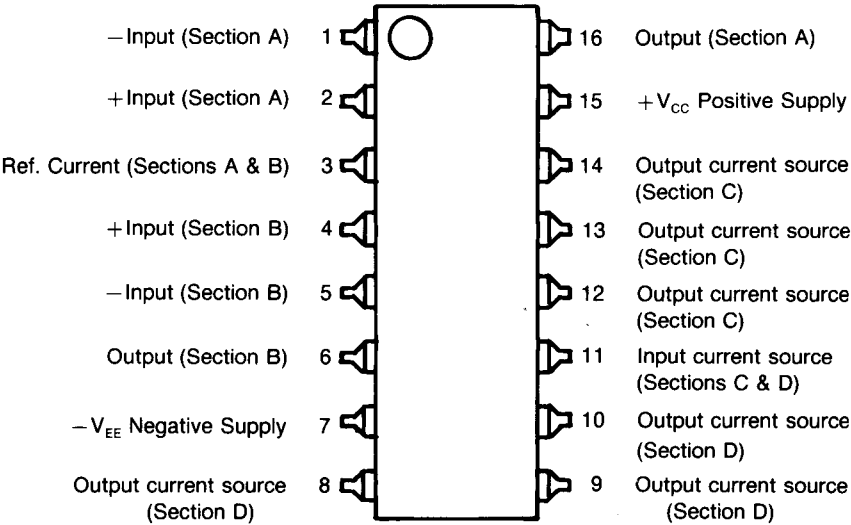 −Input (Section A) 1
+Input (Section A) 2
Ref. Current (Sections A & B) 3
+Input (Section B) 4
−Input (Section B) 5
Output (Section B) 6
−VEE Negative Supply 7
Output current source 8
(Section D)
16 Output (Section A)
15 +VCC Positive Supply
14 Output current source
(Section C)
13 Output current source
(Section C)
12 Output current source
(Section C)
11 Input current source
(Sections C & D)
10 Output current source
(Section D)
9 Output current source
(Section D)